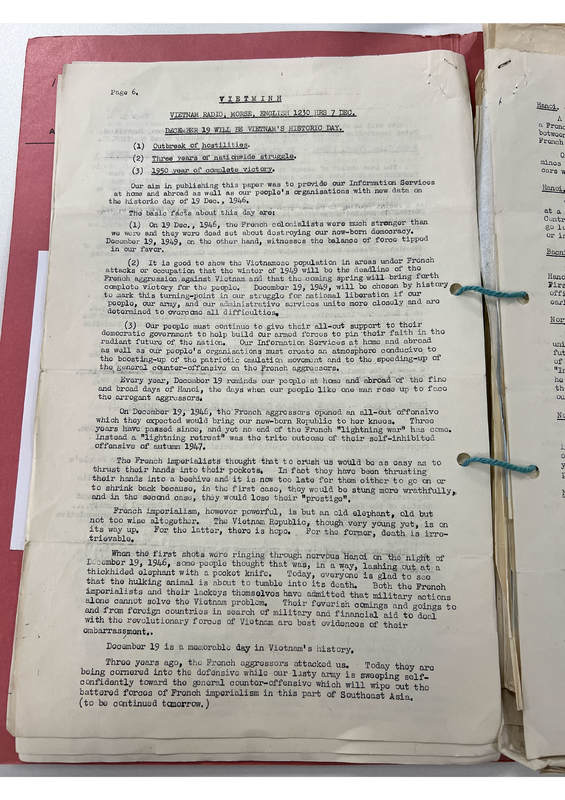 Page 6.
VIETMINH
VIETNAM RADIO, MORSE, ENGLISH 1230 HRS 7 DEC.
DECEMBER 19 WILL BE VIETNAM'S HISTORIC DAY.
(1) Outbreak of hostilities.
(2) Three years of nationwide struggle.
(3) 1950 year of complete victory.
Our aim in publishing this paper was to provide our Information Services
at home and abroad as well as our people's organisations with new data on
the historic day of 19 Dec., 1946.
The basic facts about this day are:
(1) On 19 Dec., 1946, the French colonialists were much stronger than
we were and they were dead set about destroying our new-born democracy.
December 19, 1949, on the other hand, witnesses the balance of force tipped
in our favor.
(2) It is good to show the Vietnamese population in areas under French
attacks or occupation that the winter of 1949 will be the deadline of the
French aggression against Vietnam and that the coming spring will bring forth
complete victory for the people. December 19, 1949, will be chosen by history
to mark this turning-point in our struggle for national liberation if our
people, our army, and our administrative services unite more closely and are
determined to overcome all difficulties.
(3) Our people must continue to give their all-out support to their
democratic government to help build our armed forces to pin their faith in the
radiant future of the nation. Our Information Services at home and abroad
as well as our people's organisations must create an atmosphere conducive to
the boosting-up of the patriotic emulation movement and to the speeding-up of
the general counter-offensive on the French aggressors.
Every year, December 19 reminds our people at home and abroad of the fine
and broad days of Hanoi, the days when our people like one man rose up to face
the arrogant aggressors.
On December 19, 1946, the French aggressors opened an all-out offensive
which they expected would bring our new-born Republic to her knees. Three
years have passed since, and yet no end of the French "lightning war" has come.
Instead a "lightning retreat" was the trite outcome of their self-inhibited
offensive of autumn 1947.
The French imperialists thought that to crush us would be as easy as to
thrust their hands into their pockets. In fact they have been thrusting
their hands into a beehive and it is now too late for them either to go on or
to shrink back because, in the first case, they would be stung more wrathfully,
and in the second case, they would lose their "prestige".
French imperialism, however powerful, is but an old elephant, old but
not too wise altogether. The Vietnam Republic, though very young yet, is on
its way up. For the latter, there is hope. For the former, death is irre-
trievable.
When the first shots were ringing through nervous Hanoi on the night of
December 19, 1946, some people thought that was, in a way, lashing out at a
thickhided elephant with a pocket knife. Today, everyone is glad to see
that the hulking animal is about to tumble into its death. Both the French
imperialists and their lackeys themselves have admitted that military actions
alone cannot solve the Vietnam problem. Their feverish comings and goings to
and from foreign countries in search of military and financial aid to deal
with the revolutionary forces of Vietnam are best evidences of their
embarrassment..
December 19 is a memorable day in Vietnam's history.
Three years ago, the French aggressors attacked us. Today they are
being cornered into the defensive while our listy army is sweeping self-
confidently toward the general counter-offensive which will wipe out the
battered forces of French imperialism in this part of Southeast Asia.
(to be continued tomorrow.)
Hanoi,